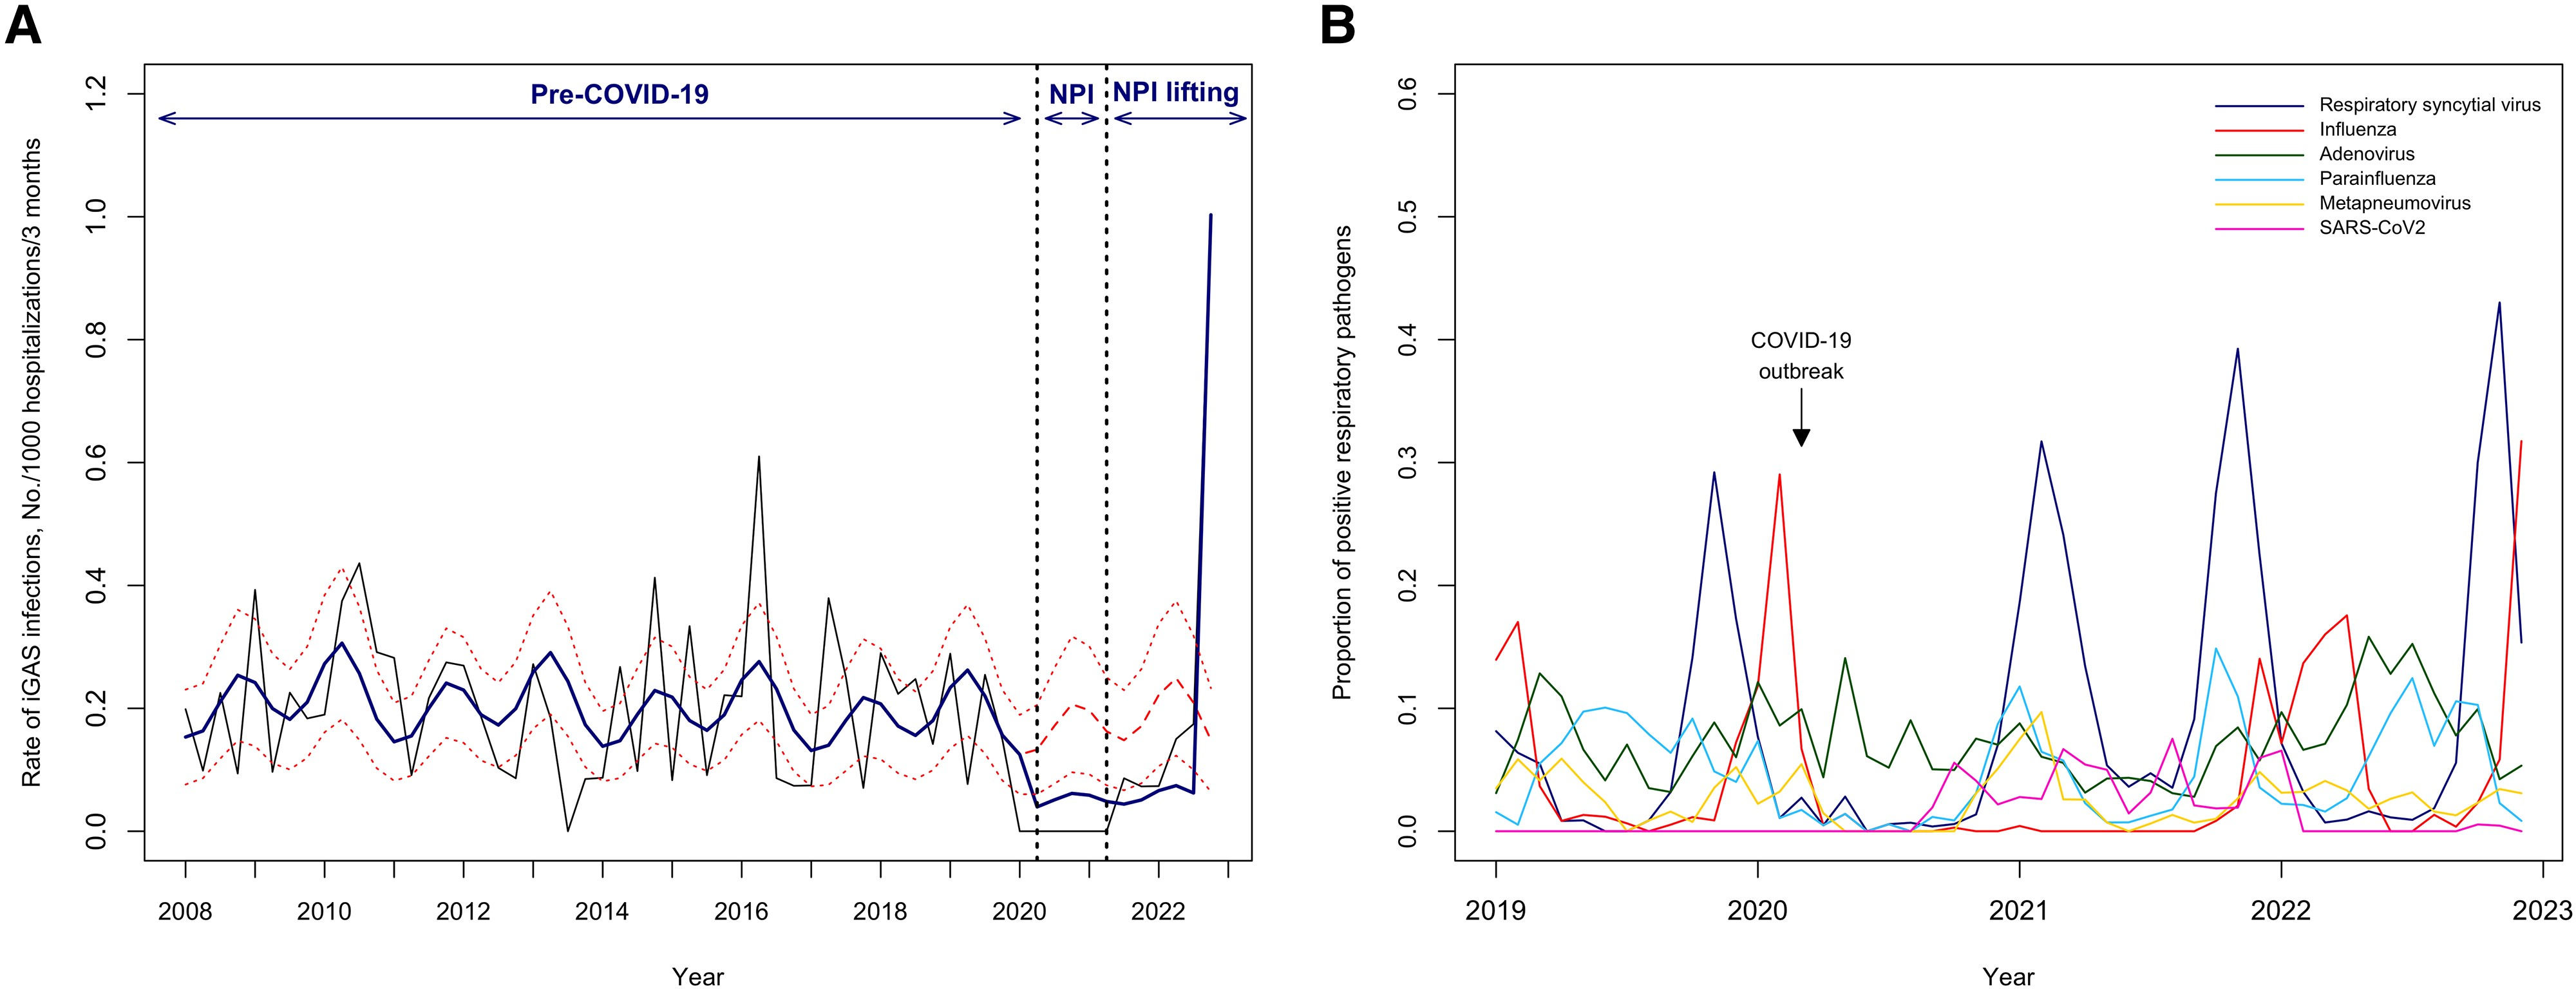 A
Rate of iGAS infections, No./1000 hospitalizations/3 months
1.2
1.0
0.8
0.6
0.4
0.2
0.0
Pre-COVID-19
NPI
NPI lifting
2008
2010
2012
2014
2016
2018
2020
2022
Year
B
Proportion of positive respiratory pathogens
0.6
0.5
0.4
0.3
0.2
0.1
0.0
Respiratory syncytial virus
Influenza
Adenovirus
Parainfluenza
Metapneumovirus
SARS-CoV2
COVID-19
outbreak
2019
2020
2021
2022
2023
Year